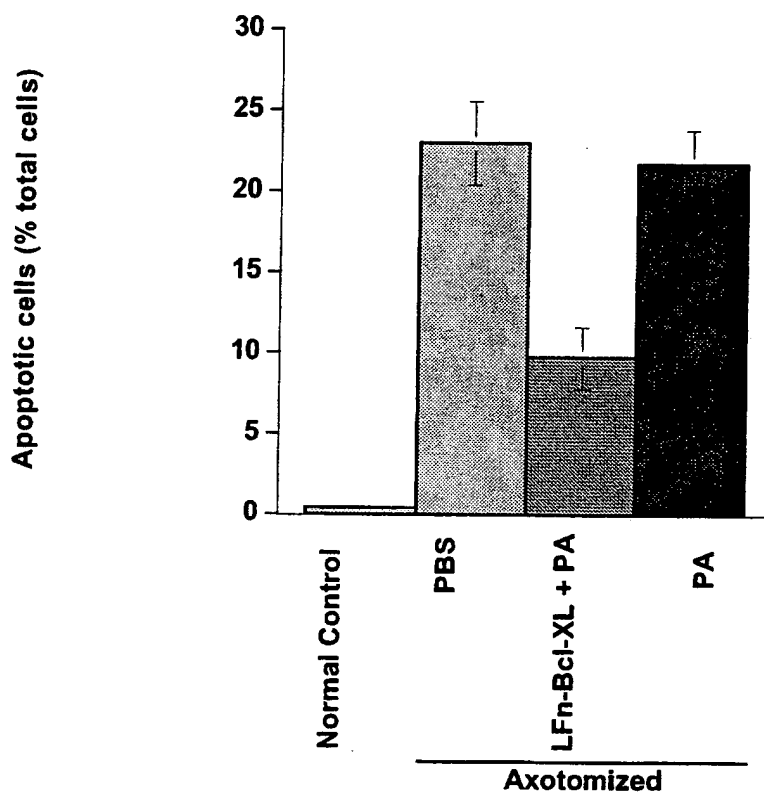 Apoptotic cells (% total cells)
30
25
20
15
10
5
0
Normal Control
PBS
LFn-Bcl-XL + PA
PA
Axotomized